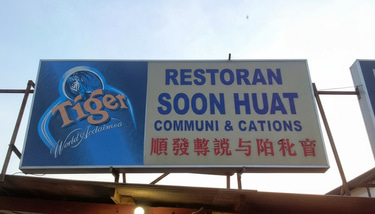 Tiger
World Acclaimed
RESTORAN
SOON HUAT
COMMUNI & CATIONS
順發